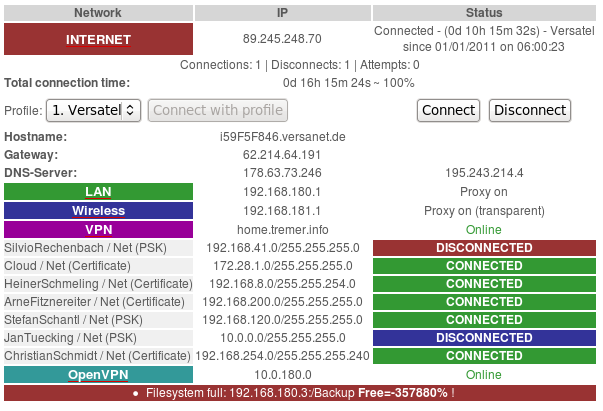 Network IP Status
INTERNET 89.245.248.70 Connected - (0d 10h 15m 32s) - Versatel
since 01/01/2011 on 06:00:23
Connections: 1 | Disconnects: 1 | Attempts: 0
Total connection time: 0d 16h 15m 24s ~ 100%
Profile: 1. Versatel Connect with profile Connect Disconnect
Hostname: i59F5F846.versanet.de
Gateway: 62.214.64.191
DNS-Server: 178.63.73.246 195.243.214.4
LAN 192.168.180.1 Proxy on
Wireless 192.168.181.1 Proxy on (transparent)
VPN home.tremer.info Online
SilvioRechenbach / Net (PSK) 192.168.41.0/255.255.255.0 DISCONNECTED
Cloud / Net (Certificate) 172.28.1.0/255.255.255.0 CONNECTED
HeinerSchmeling / Net (Certificate) 192.168.8.0/255.255.254.0 CONNECTED
ArneFitznereiter / Net (Certificate) 192.168.200.0/255.255.255.0 CONNECTED
StefanSchantl / Net (PSK) 192.168.120.0/255.255.255.0 CONNECTED
JanTuecking / Net (PSK) 10.0.0.0/255.255.255.0 DISCONNECTED
ChristianSchmidt / Net (Certificate) 192.168.254.0/255.255.255.240 CONNECTED
OpenVPN 10.0.180.0 Online
● Filesystem full: 192.168.180.3:/Backup Free=-357880% !